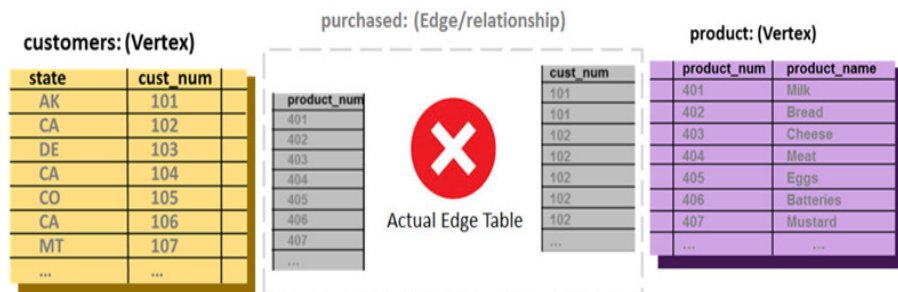 purchased: (Edge/relationship)
customers: (Vertex)
product: (Vertex)
state cust_num
AK 101
CA 102
DE 103
CA 104
CO 105
CA 106
MT 107
... ...
product_num
401
402
403
404
405
406
407
...
Actual Edge Table
cust_num
101
101
102
102
102
102
102
...
product_num product_name
401 Milk
402 Bread
403 Cheese
404 Meat
405 Eggs
406 Batteries
407 Mustard
... ...